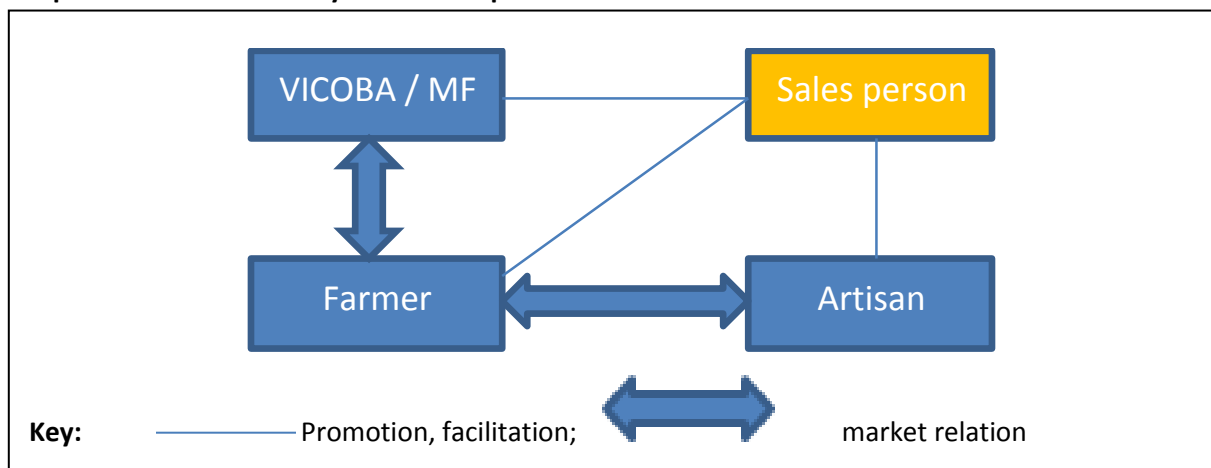 VICOBA / MF
Sales person
Farmer
Artisan
Key: Promotion, facilitation; market relation